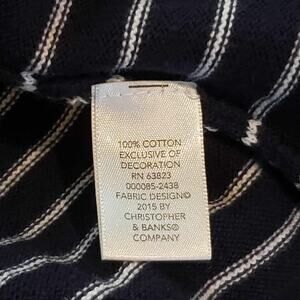 100% COTTON
EXCLUSIVE OF
DECORATION
RN 63823
000085-2438
FABRIC DESIGN©
2015 BY
CHRISTOPHER
& BANKS©
COMPANY